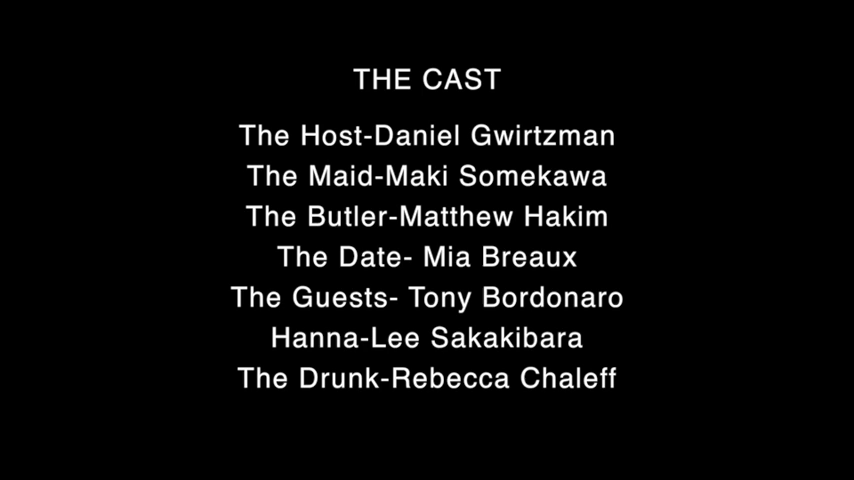 THE CAST
The Host-Daniel Gwirtzman
The Maid-Maki Somekawa
The Butler-Matthew Hakim
The Date- Mia Breaux
The Guests- Tony Bordonaro
Hanna-Lee Sakakibara
The Drunk-Rebecca Chaleff